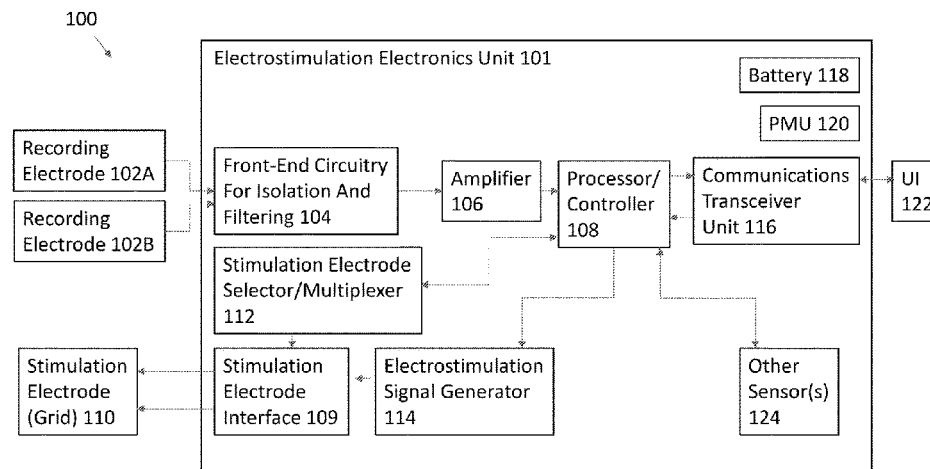 100
Electrostimulation Electronics Unit 101
Battery 118
PMU 120
Recording
Electrode 102A
Recording
Electrode 102B
Front-End Circuitry
For Isolation And
Filtering 104
Amplifier
106
Processor/
Controller
108
Communications
Transceiver
Unit 116
UI
122
Stimulation Electrode
Selector/Multiplexer
112
Stimulation
Electrode
(Grid) 110
Stimulation
Electrode
Interface 109
Electrostimulation
Signal Generator
114
Other
Sensor(s)
124